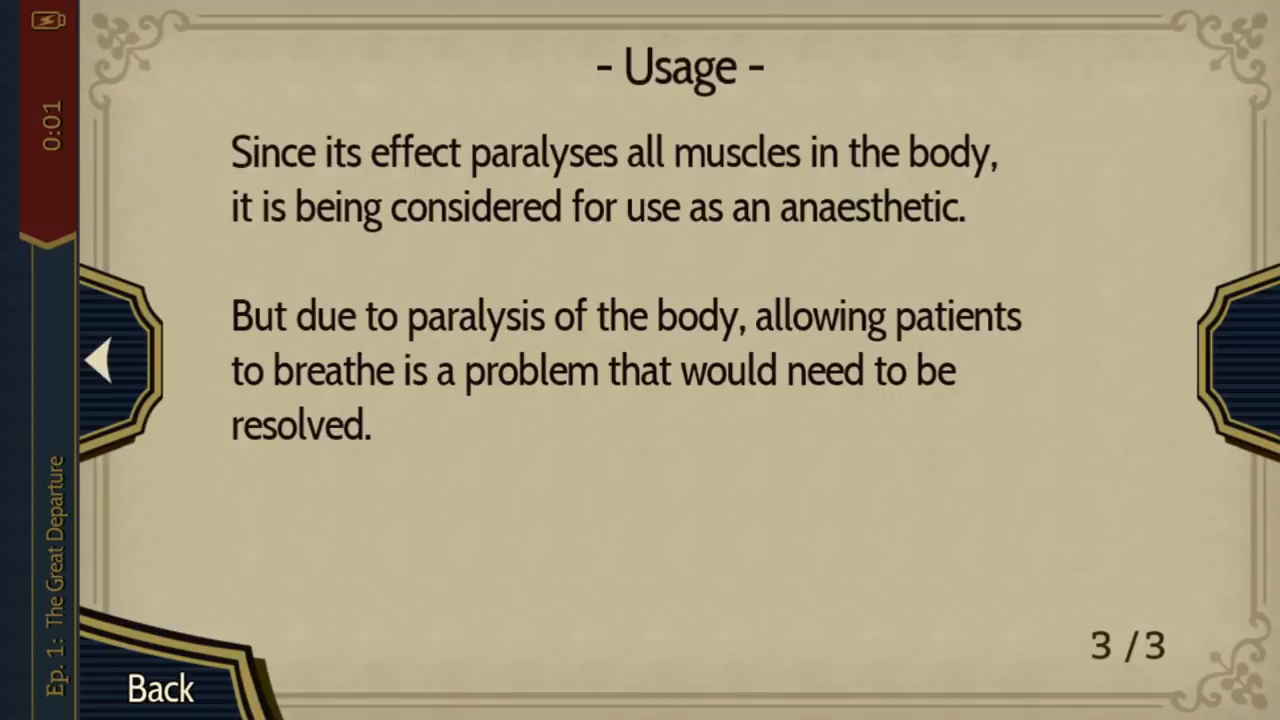 0:01
Ep. 1: The Great Departure
- Usage -
Since its effect paralyses all muscles in the body,
it is being considered for use as an anaesthetic.
But due to paralysis of the body, allowing patients
to breathe is a problem that would need to be
resolved.
3 / 3
Back